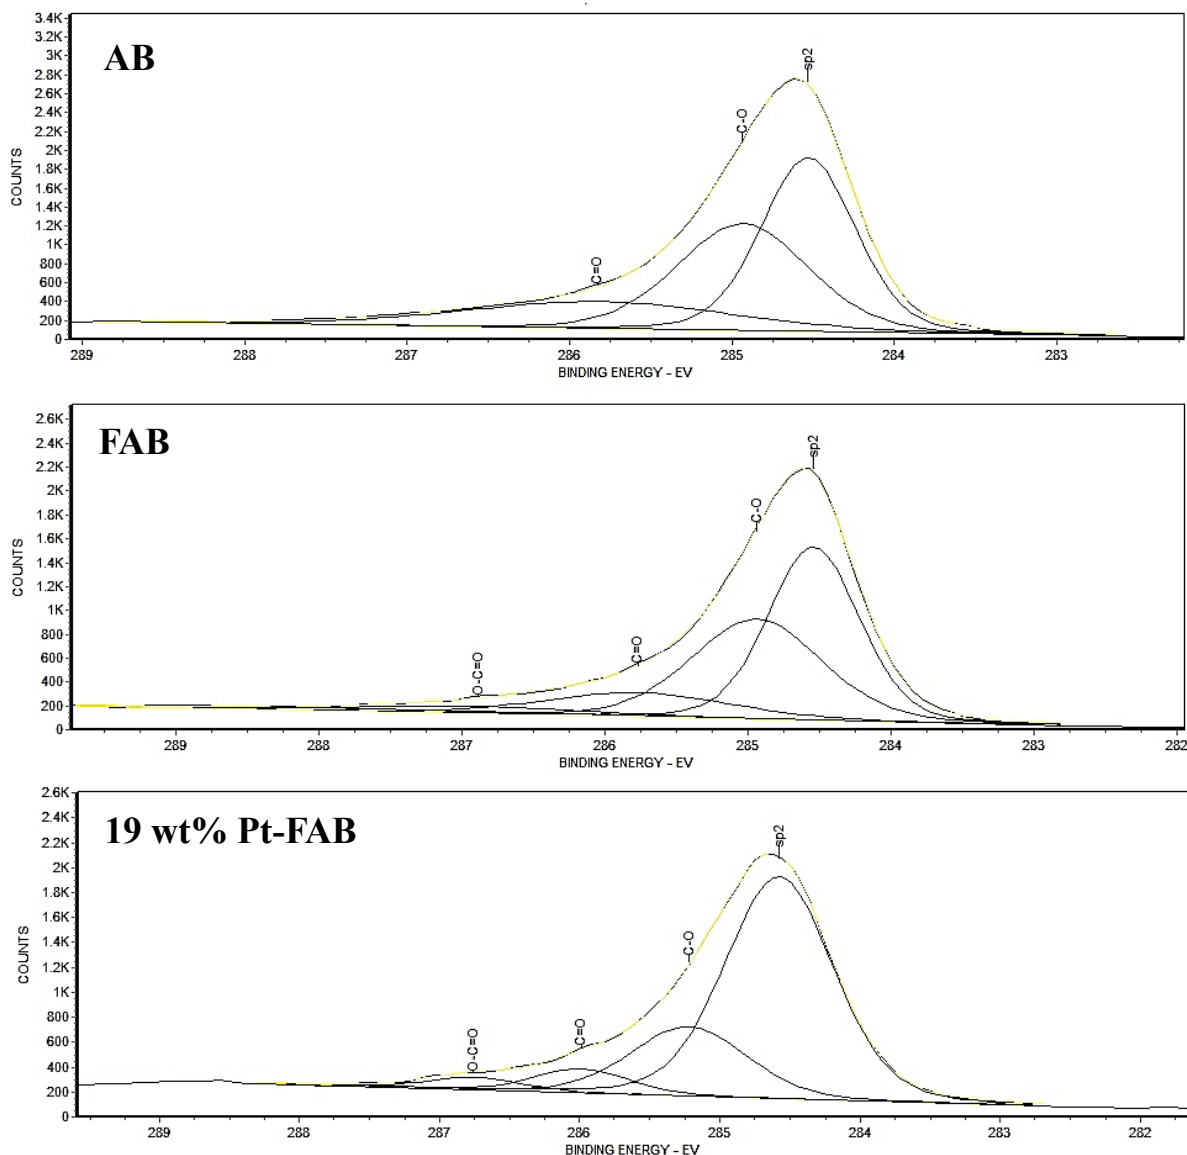 AB
3.4K
3.2K
3K
2.8K
2.6K
2.4K
2.2K
2K
1.8K
1.6K
1.4K
1.2K
1K
800
600
400
200
0
COUNTS
C=O
C-O
sp2
289 288 287 286 285 284 283
BINDING ENERGY - EV
FAB
2.6K
2.4K
2.2K
2K
1.8K
1.6K
1.4K
1.2K
1K
800
600
400
200
0
COUNTS
O-C=O
C=O
C-O
sp2
289 288 287 286 285 284 283 282
BINDING ENERGY - EV
19 wt% Pt-FAB
2.6K
2.4K
2.2K
2K
1.8K
1.6K
1.4K
1.2K
1K
800
600
400
200
0
COUNTS
O-C=O
C=O
C-O
sp2
289 288 287 286 285 284 283 282
BINDING ENERGY - EV